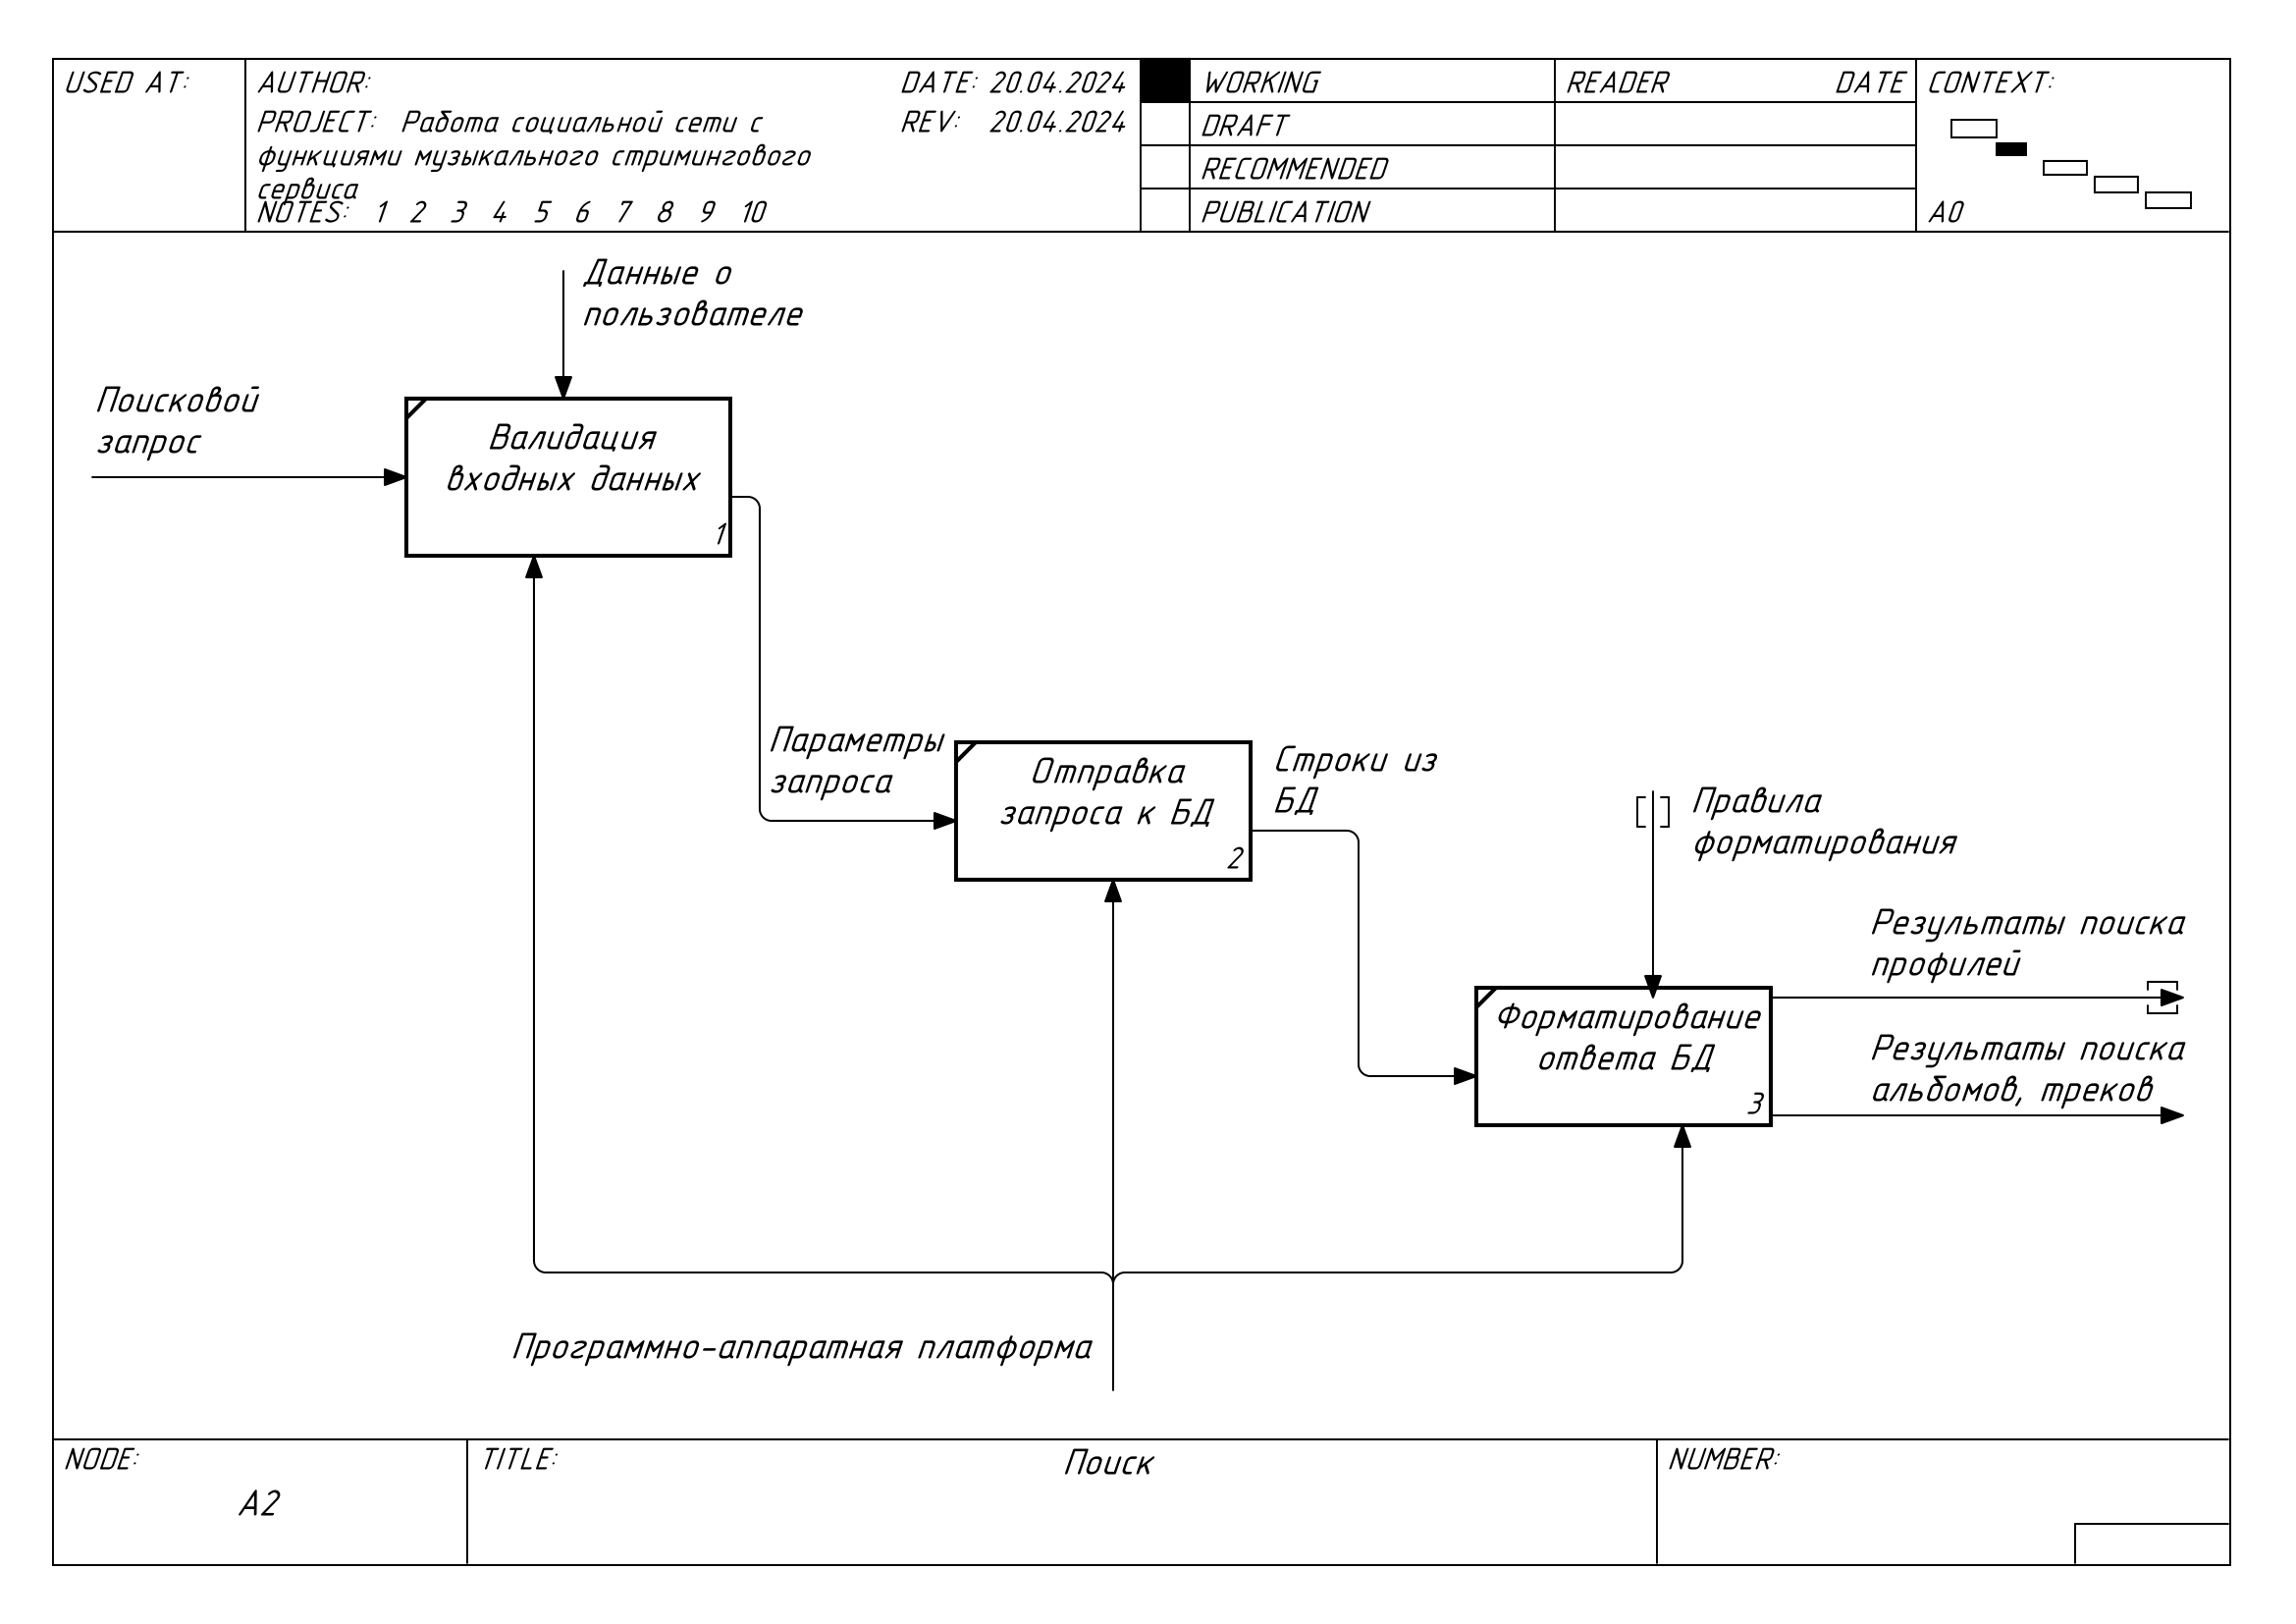 USED AT:
AUTHOR:
DATE: 20.04.2024
PROJECT: Работа социальной сети с
функциями музыкального стримингового
сервиса
REV: 20.04.2024
NOTES: 1 2 3 4 5 6 7 8 9 10
WORKING
DRAFT
RECOMMENDED
PUBLICATION
READER DATE
CONTEXT:
A0
Данные о
пользователе
Поисковой
запрос
Валидация
входных данных
1
Параметры
запроса
Отправка
запроса к БД
2
Строки из
БД
Правила
форматирования
Результаты поиска
профилей
Форматирование
ответа БД
3
Результаты поиска
альбомов, треков
Программно-аппаратная платформа
NODE:
A2
TITLE:
Поиск
NUMBER: